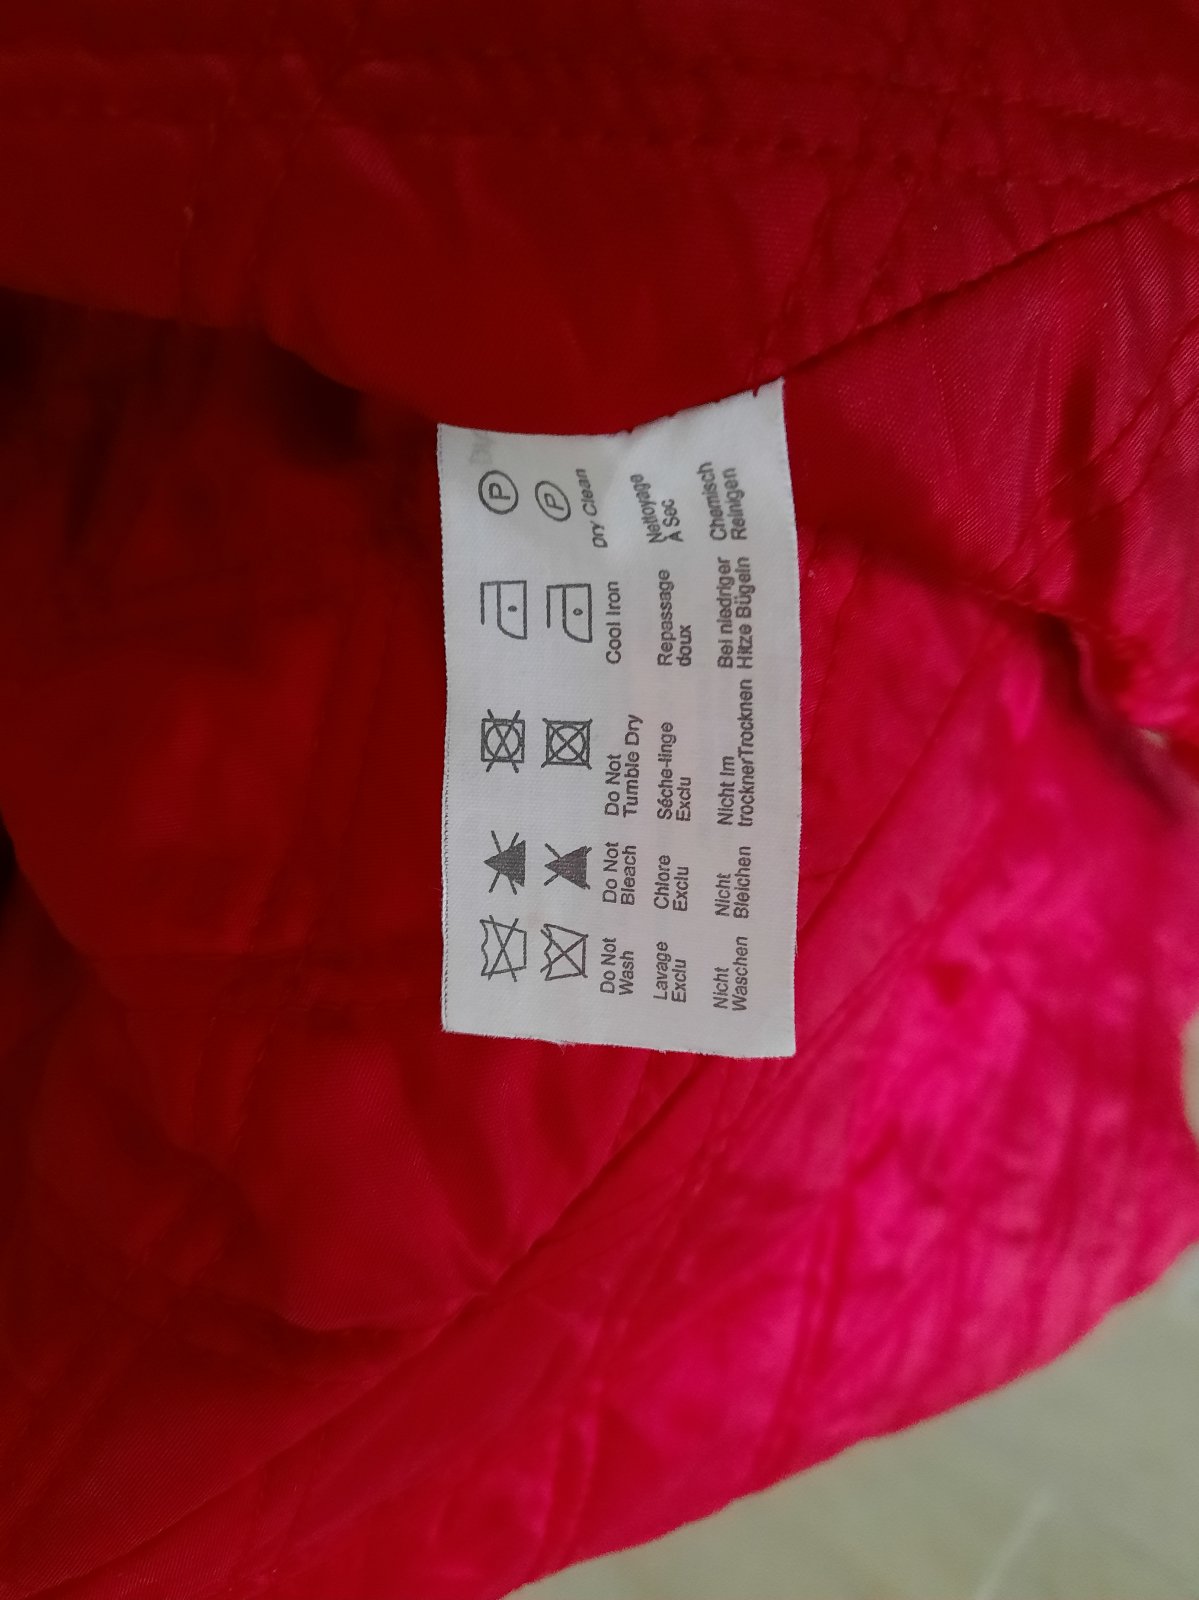 P
P
Do Not
Wash
Do Not
Bleach
Do Not
Tumble Dry
Cool Iron
Dry Clean
Lavage
Exclu
Chlore
Exclu
Séche-linge
Exclu
Repassage
doux
Nettoyage
A Sec
Nicht
Waschen
Nicht
Bleichen
Nicht Im
trocknerTrocknen
Bei niedriger
Hitze Bügeln
Chemisch
Reinigen